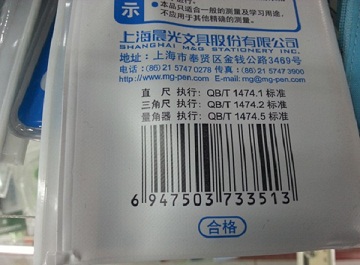 示
★本品只适合一般的测量及学习用途,
不应用于其他精确的测量。
上海晨光文具股份有限公司
SHANGHAI M&G STATIONERY INC.
地址:上海市奉贤区金钱公路3469号
电话:(86) 21 5747 0278 传真:(86) 21 5747 3900
http://www.mg-pen.com E-mail: mg@mg-pen.com
直 尺 执行: QB/T 1474.1 标准
三角尺 执行: QB/T 1474.2 标准
量角器 执行: QB/T 1474.5 标准
6 947503 733513
合格